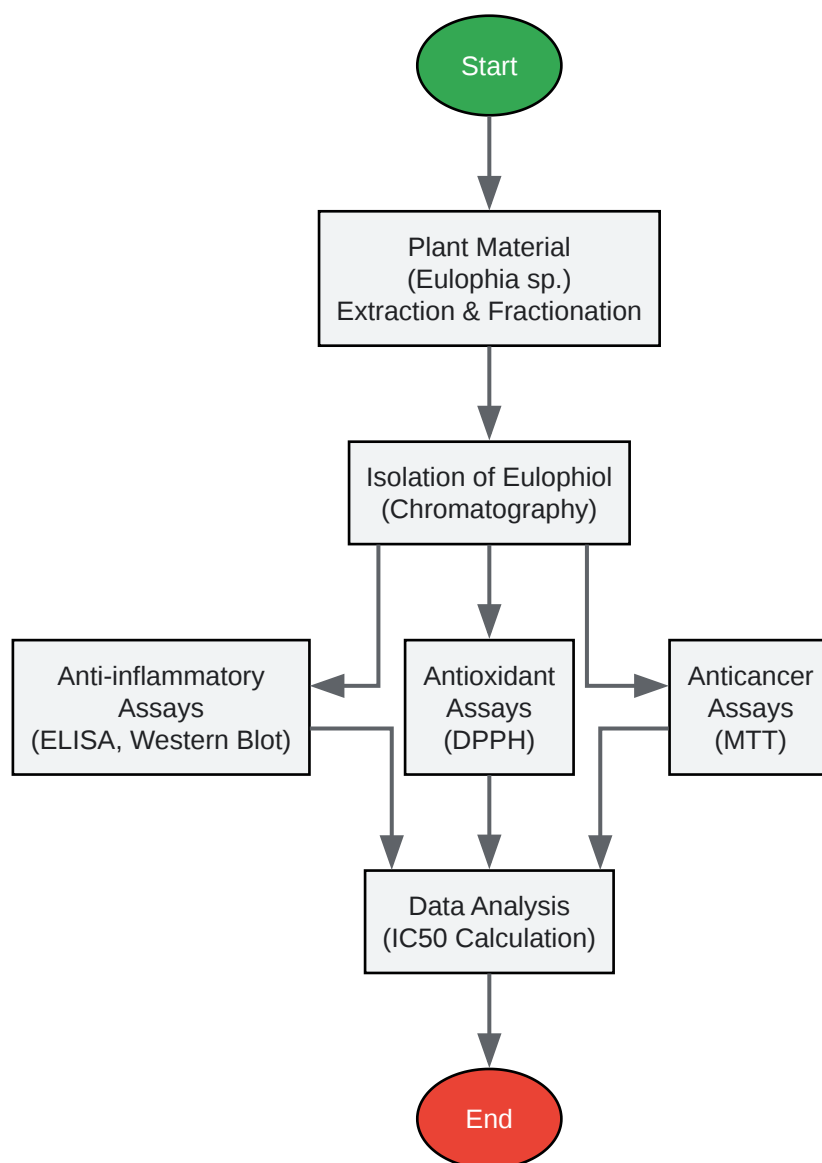 Start
Plant Material
(Eulophia sp.)
Extraction & Fractionation
Isolation of Eulophiol
(Chromatography)
Anti-inflammatory
Assays
(ELISA, Western Blot)
Antioxidant
Assays
(DPPH)
Anticancer
Assays
(MTT)
Data Analysis
(IC50 Calculation)
End